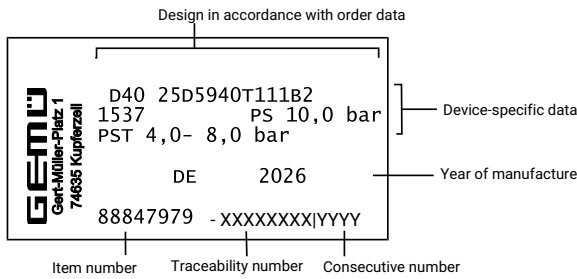 Design in accordance with order data
GEMÜ
Gert-Müller-Platz 1
74635 Kupferzell
D40 25D5940T111B2
1537 PS 10,0 bar
PST 4,0- 8,0 bar
Device-specific data
DE 2026
Year of manufacture
88847979 -XXXXXXXX|YYYY
Item number Traceability number Consecutive number